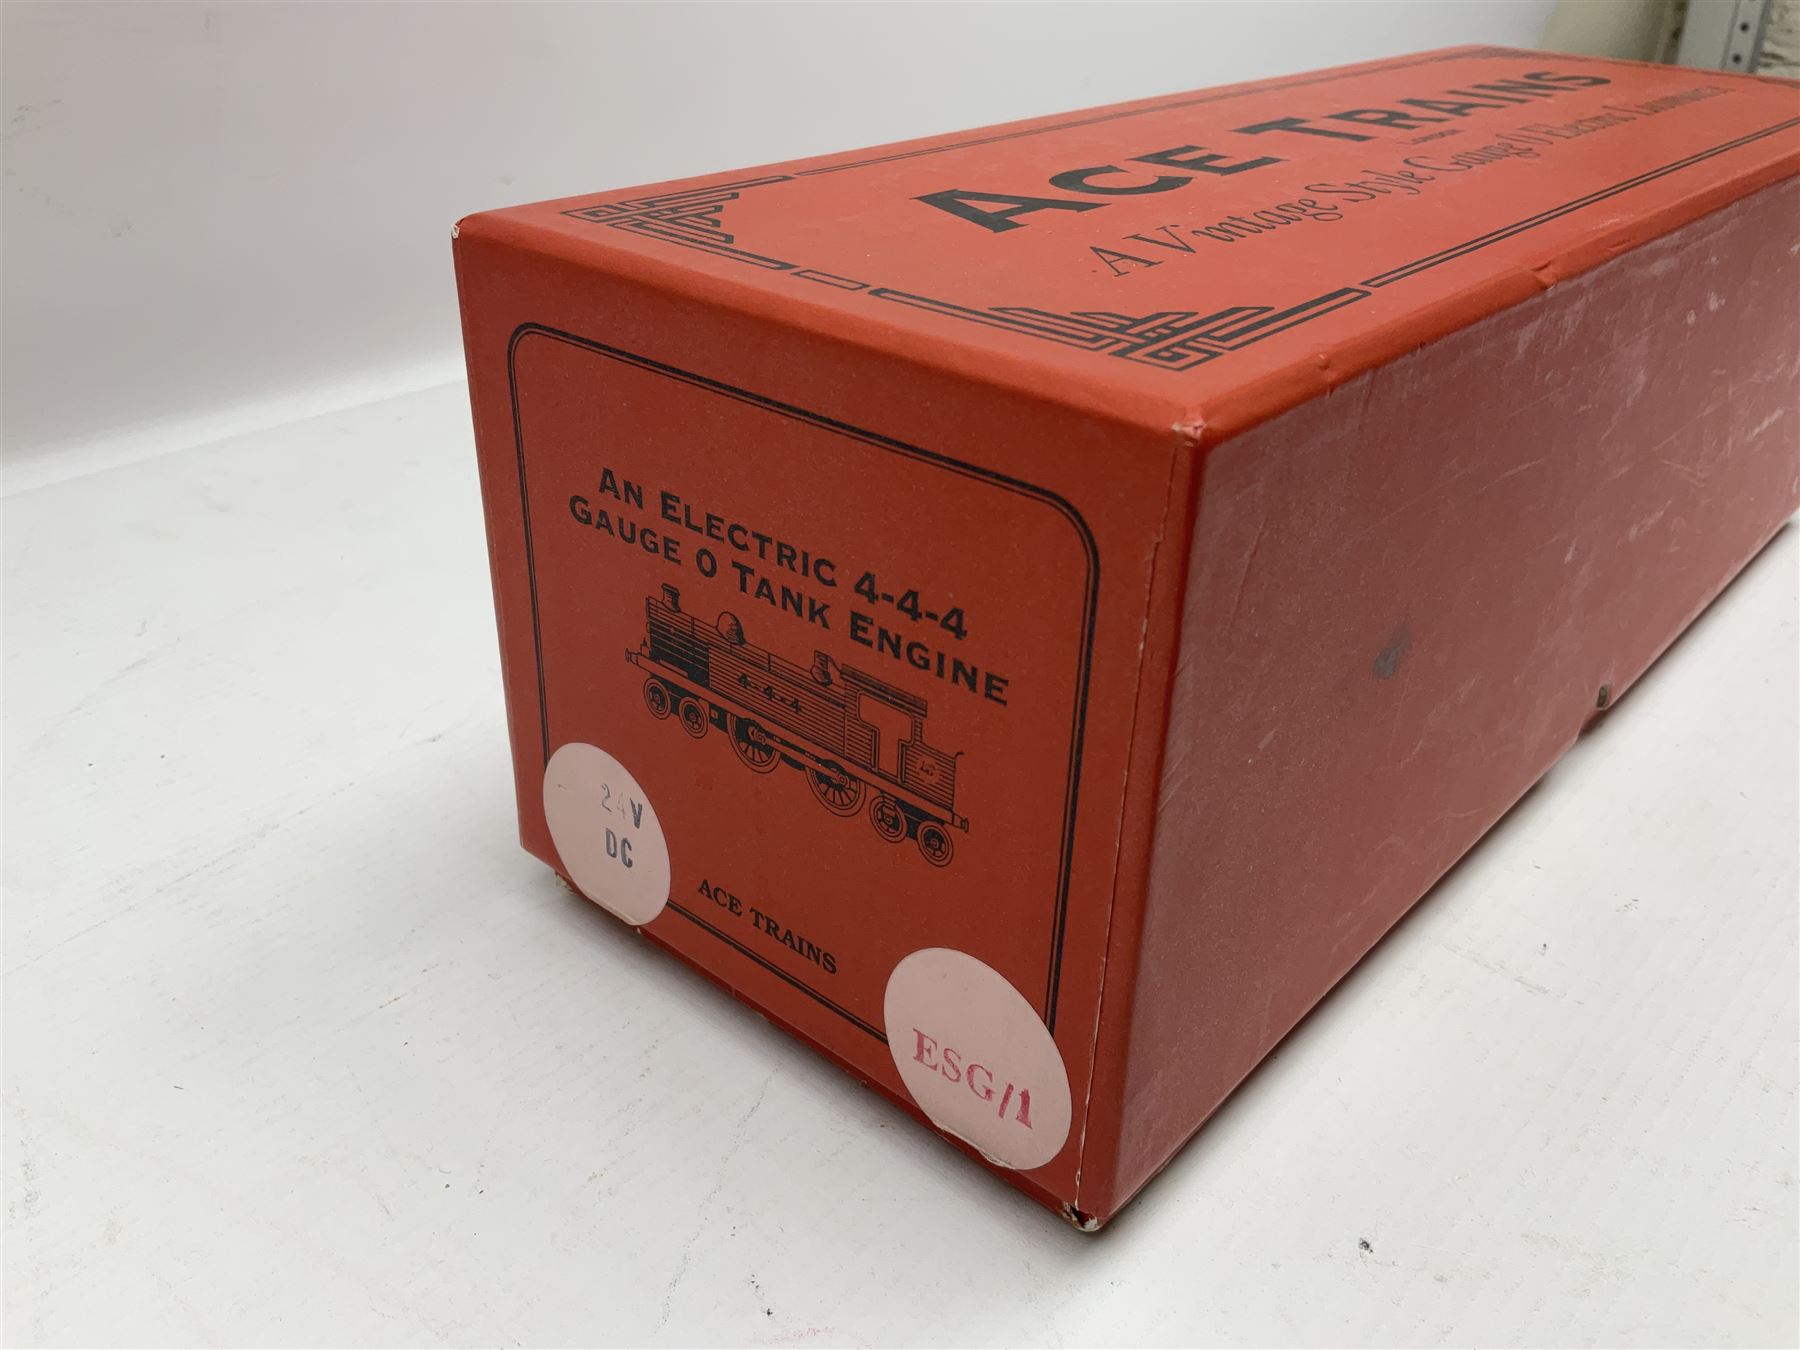 ACE TRAINS
LONDON
A Vintage Style Gauge 0 Electric Locomotive
AN ELECTRIC 4-4-4
GAUGE 0 TANK ENGINE
4-4-4
24V
DC
ACE TRAINS
ESG/1